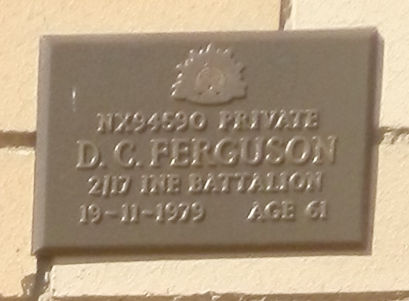 NX94590 PRIVATE
D. C. FERGUSON
2/17 INF BATTALION
19-11-1979 AGE 61